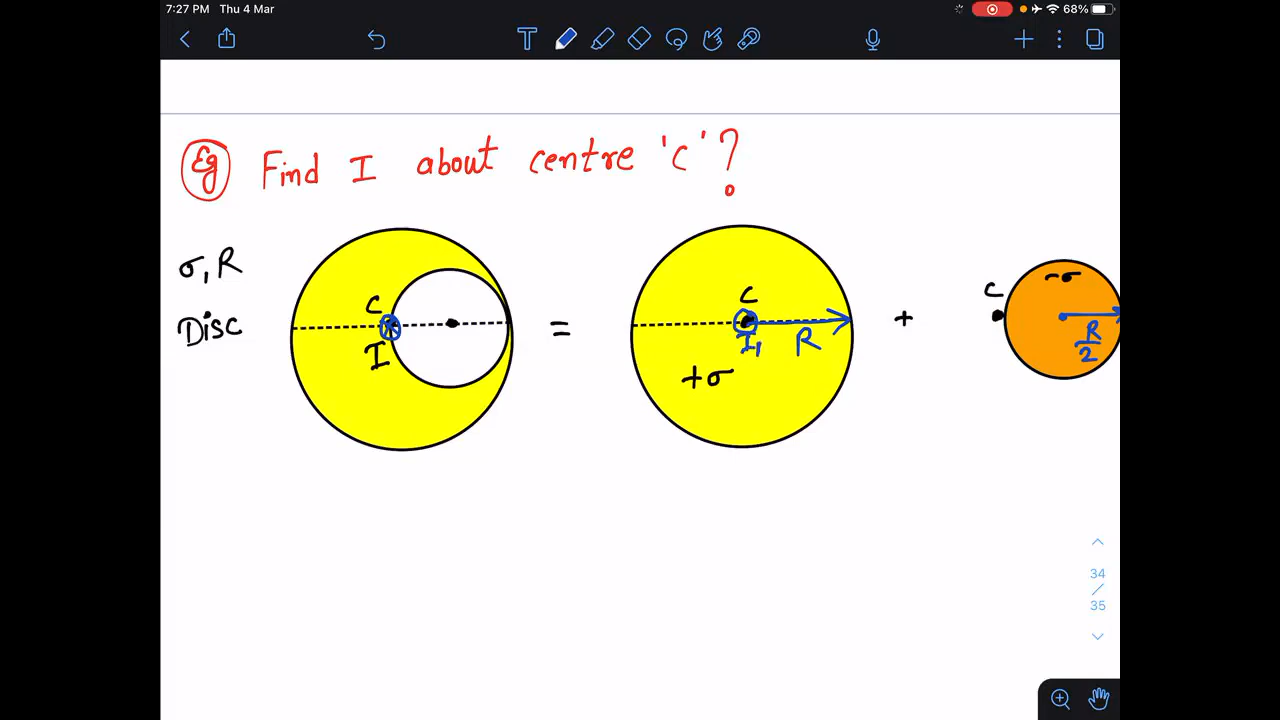 7:27 PM Thu 4 Mar
68%
Eg Find I about centre 'c' ?
σ, R
Disc
C
I
=
C
I₁
R
+σ
+
C
-σ
R/2
34
/
35